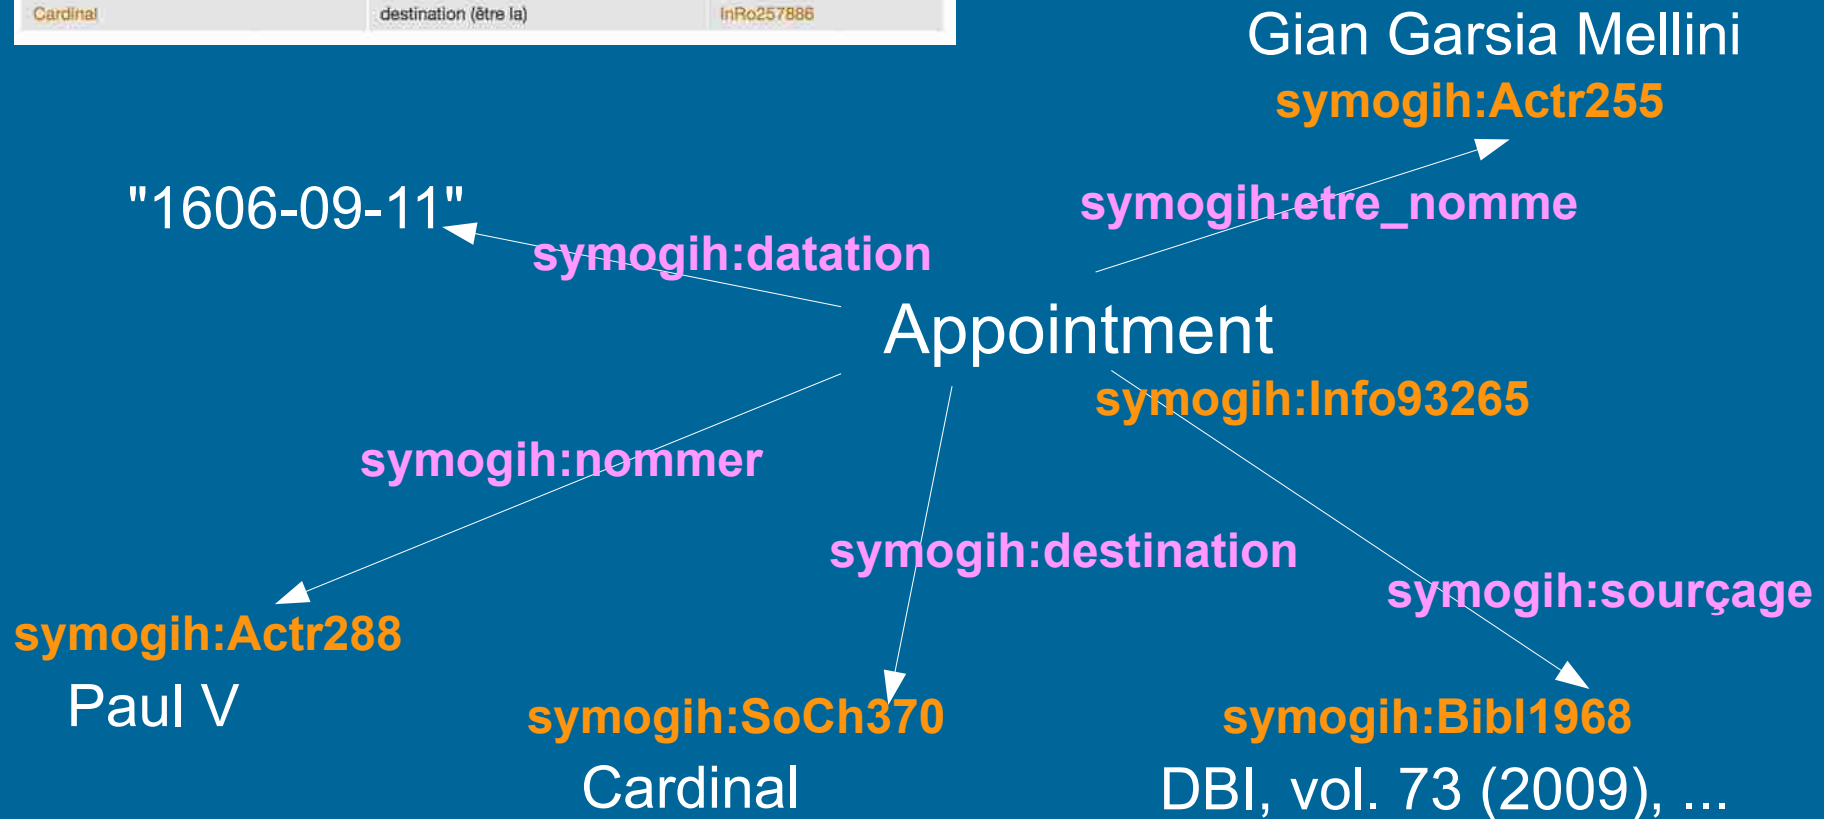 Cardinal destination (être la) InRo257886
Gian Garsia Mellini
symogih:Actr255
"1606-09-11"
symogih:etre_nomme
symogih:datation
Appointment
symogih:Info93265
symogih:nommer
symogih:destination
symogih:sourçage
symogih:Actr288
Paul V
symogih:SoCh370
Cardinal
symogih:Bibl1968
DBI, vol. 73 (2009), ...